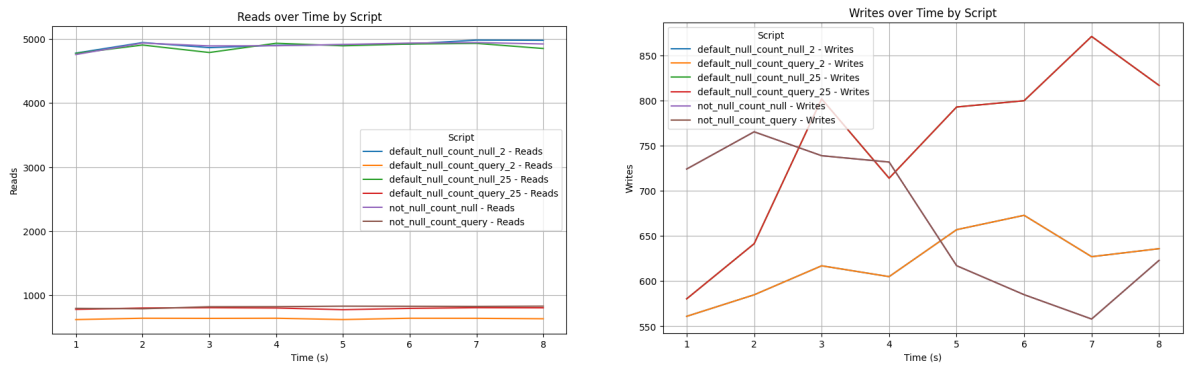 Reads over Time by Script
5000
4000
3000
2000
1000
Reads
Script
default_null_count_null_2 - Reads
default_null_count_query_2 - Reads
default_null_count_null_25 - Reads
default_null_count_query_25 - Reads
not_null_count_null - Reads
not_null_count_query - Reads
1 2 3 4 5 6 7 8
Time (s)
Writes over Time by Script
850
800
750
700
650
600
550
Writes
Script
default_null_count_null_2 - Writes
default_null_count_query_2 - Writes
default_null_count_null_25 - Writes
default_null_count_query_25 - Writes
not_null_count_null - Writes
not_null_count_query - Writes
1 2 3 4 5 6 7 8
Time (s)